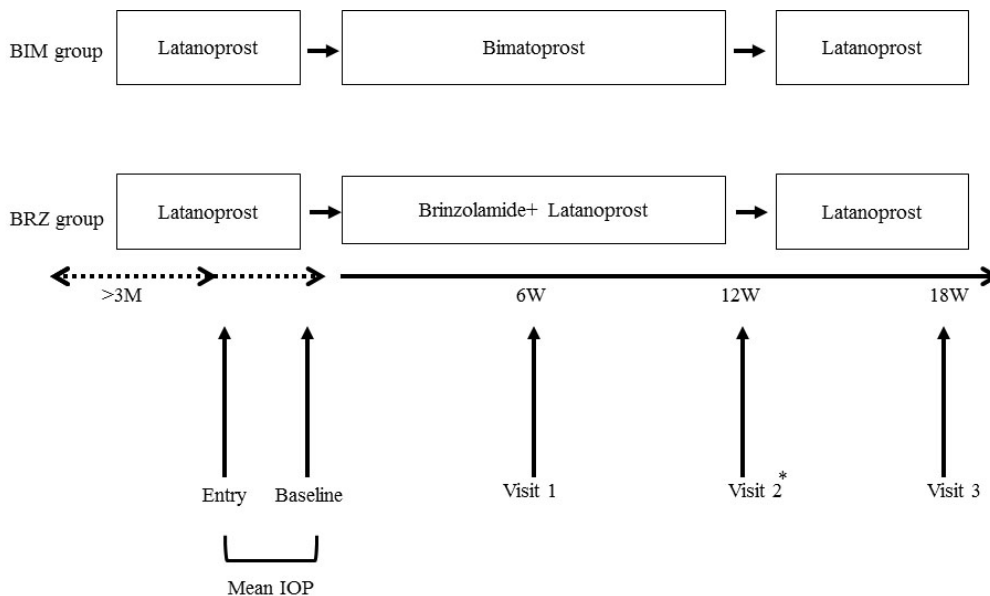 BIM group
Latanoprost
Bimatoprost
Latanoprost
BRZ group
Latanoprost
Brinzolamide+ Latanoprost
Latanoprost
>3M
6W
12W
18W
Entry
Baseline
Visit 1
Visit 2*
Visit 3
Mean IOP